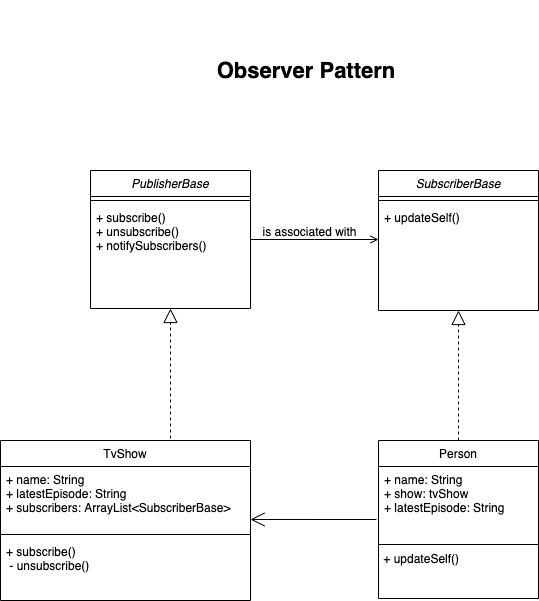 Observer Pattern
PublisherBase
+ subscribe()
+ unsubscribe()
+ notifySubscribers()
is associated with
SubscriberBase
+ updateSelf()
TvShow
+ name: String
+ latestEpisode: String
+ subscribers: ArrayList<SubscriberBase>
+ subscribe()
- unsubscribe()
Person
+ name: String
+ show: tvShow
+ latestEpisode: String
+ updateSelf()